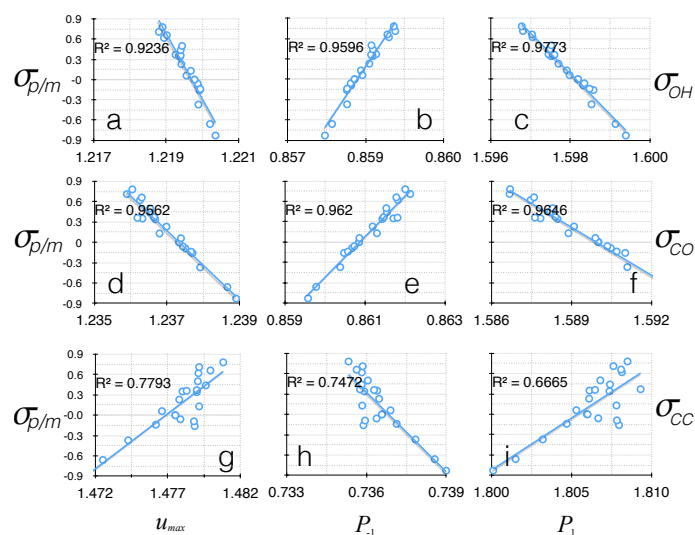 0.9
0.6
0.3
-0
-0.3
-0.6
-0.9
σp/m
R² = 0.9236
a
1.217 1.219 1.221
R² = 0.9596
b
0.857 0.859 0.860
R² = 0.9773
c
1.596 1.598 1.600
σOH
0.9
0.6
0.3
0
-0.3
-0.6
-0.9
σp/m
R² = 0.9562
d
1.235 1.237 1.239
R² = 0.962
e
0.859 0.861 0.863
R² = 0.9646
f
1.586 1.589 1.592
σCO
0.9
0.6
0.3
-0.0
-0.3
-0.6
-0.9
σp/m
R² = 0.7793
g
1.472 1.477 1.482
R² = 0.7472
h
0.733 0.736 0.739
R² = 0.6665
i
1.800 1.805 1.810
σCC
umax P-1 P1